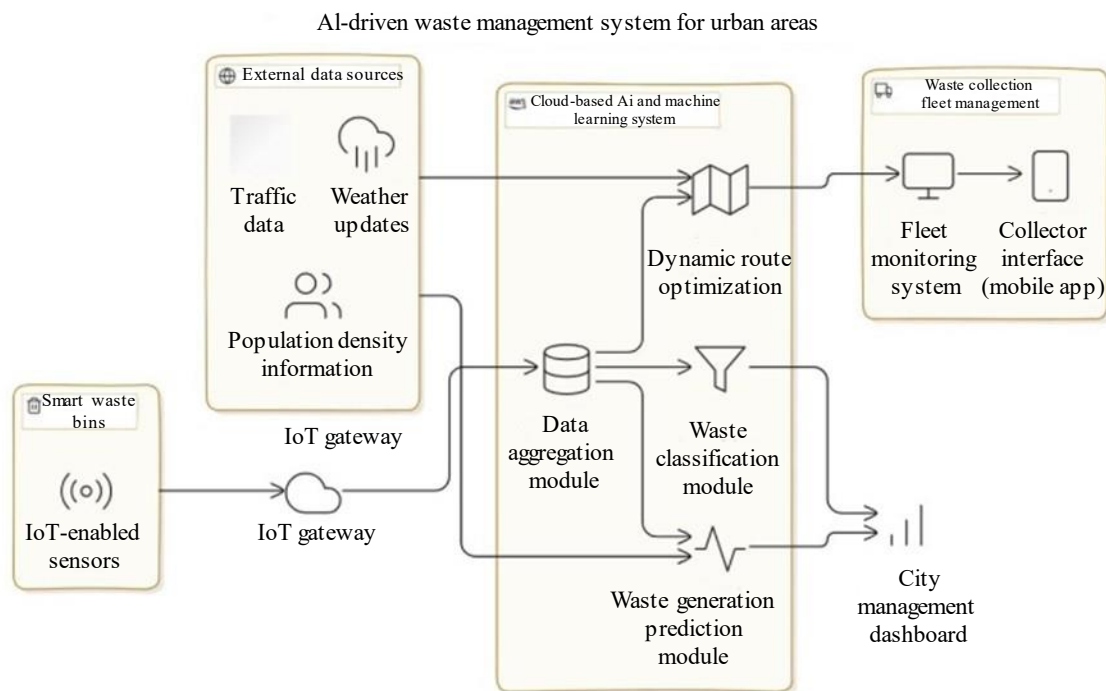 AI-driven waste management system for urban areas
External data sources
Traffic
data
Weather
updates
Population density
information
Smart waste
bins
IoT-enabled
sensors
IoT gateway
IoT gateway
aws
Cloud-based Ai and machine
learning system
Data
aggregation
module
Dynamic route
optimization
Waste
classification
module
Waste generation
prediction
module
Waste collection
fleet management
Fleet
monitoring
system
Collector
interface
(mobile app)
City
management
dashboard